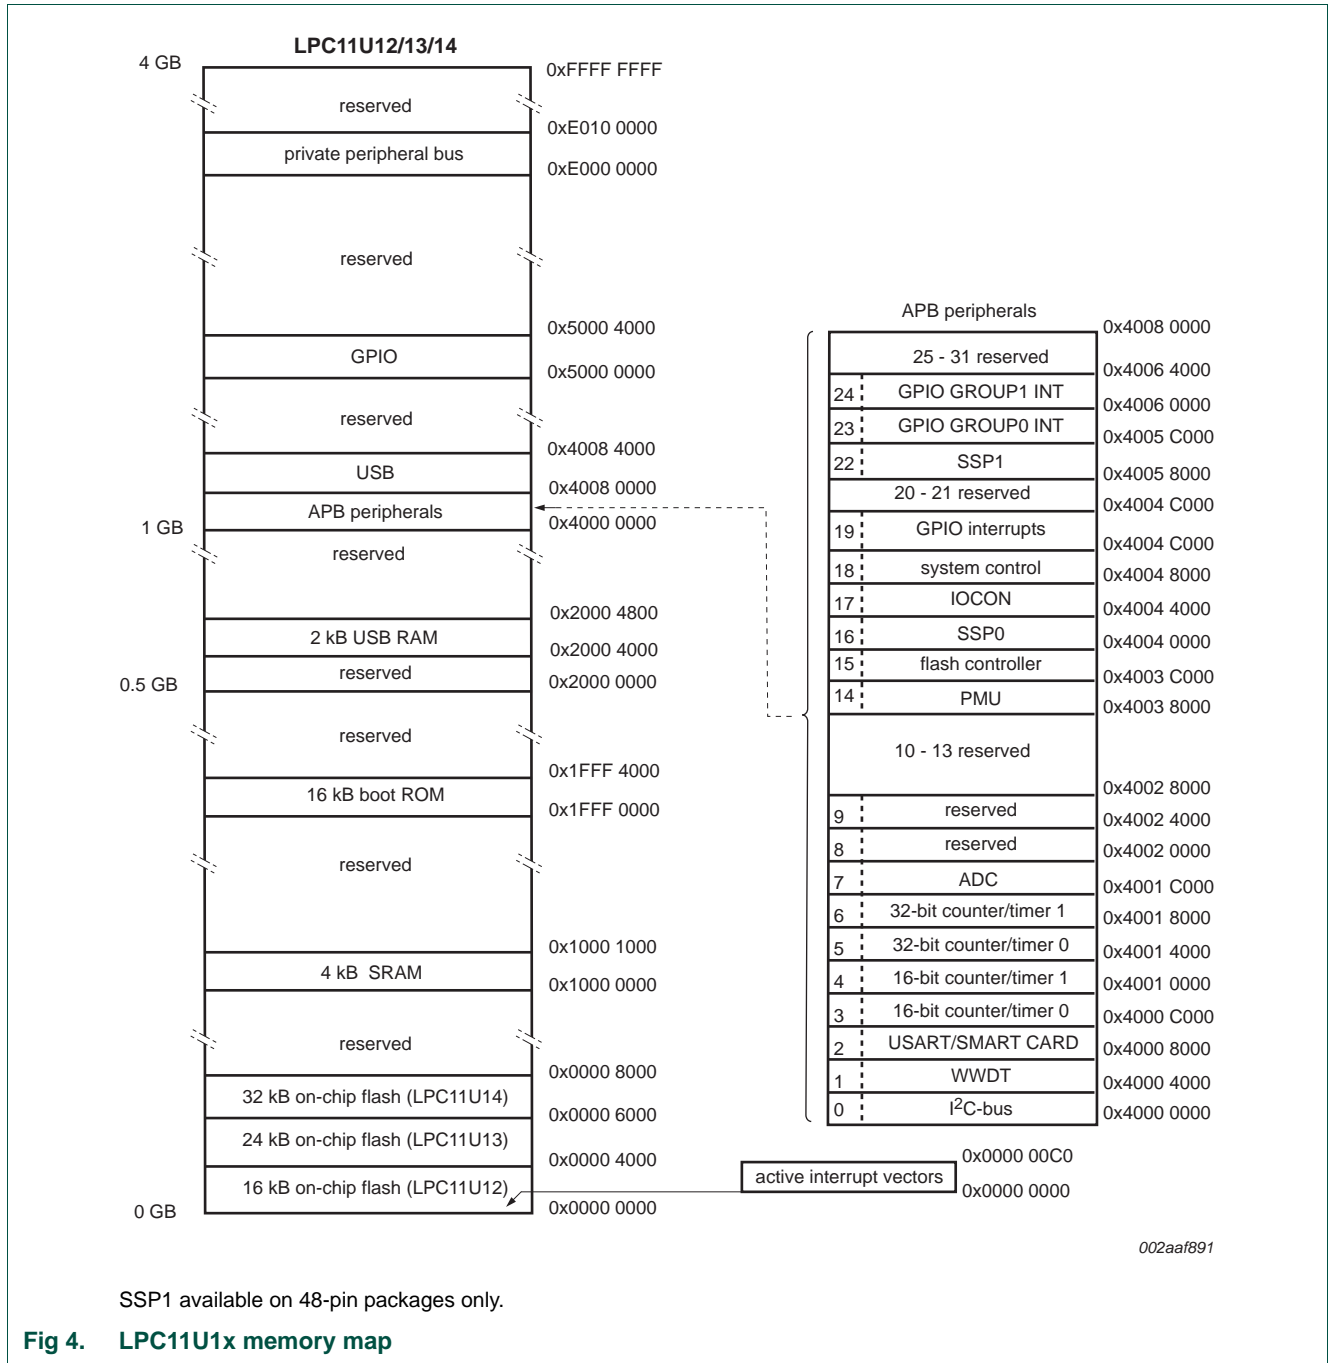 LPC11U12/13/14
4 GB
0xFFFF FFFF
reserved
0xE010 0000
private peripheral bus
0xE000 0000
reserved
0x5000 4000
GPIO
0x5000 0000
reserved
0x4008 4000
USB
0x4008 0000
APB peripherals
1 GB
0x4000 0000
reserved
0x2000 4800
2 kB USB RAM
0x2000 4000
reserved
0.5 GB
0x2000 0000
reserved
0x1FFF 4000
16 kB boot ROM
0x1FFF 0000
reserved
0x1000 1000
4 kB SRAM
0x1000 0000
reserved
0x0000 8000
32 kB on-chip flash (LPC11U14)
0x0000 6000
24 kB on-chip flash (LPC11U13)
0x0000 4000
16 kB on-chip flash (LPC11U12)
0 GB
0x0000 0000
APB peripherals
0x4008 0000
25 - 31 reserved
0x4006 4000
24 GPIO GROUP1 INT
0x4006 0000
23 GPIO GROUP0 INT
0x4005 C000
22 SSP1
0x4005 8000
20 - 21 reserved
0x4004 C000
19 GPIO interrupts
0x4004 C000
18 system control
0x4004 8000
17 IOCON
0x4004 4000
16 SSP0
0x4004 0000
15 flash controller
0x4003 C000
14 PMU
0x4003 8000
10 - 13 reserved
0x4002 8000
9 reserved
0x4002 4000
8 reserved
0x4002 0000
7 ADC
0x4001 C000
6 32-bit counter/timer 1
0x4001 8000
5 32-bit counter/timer 0
0x4001 4000
4 16-bit counter/timer 1
0x4001 0000
3 16-bit counter/timer 0
0x4000 C000
2 USART/SMART CARD
0x4000 8000
1 WWDT
0x4000 4000
0 I2C-bus
0x4000 0000
0x0000 00C0
active interrupt vectors
0x0000 0000
002aaf891
SSP1 available on 48-pin packages only.
Fig 4. LPC11U1x memory map